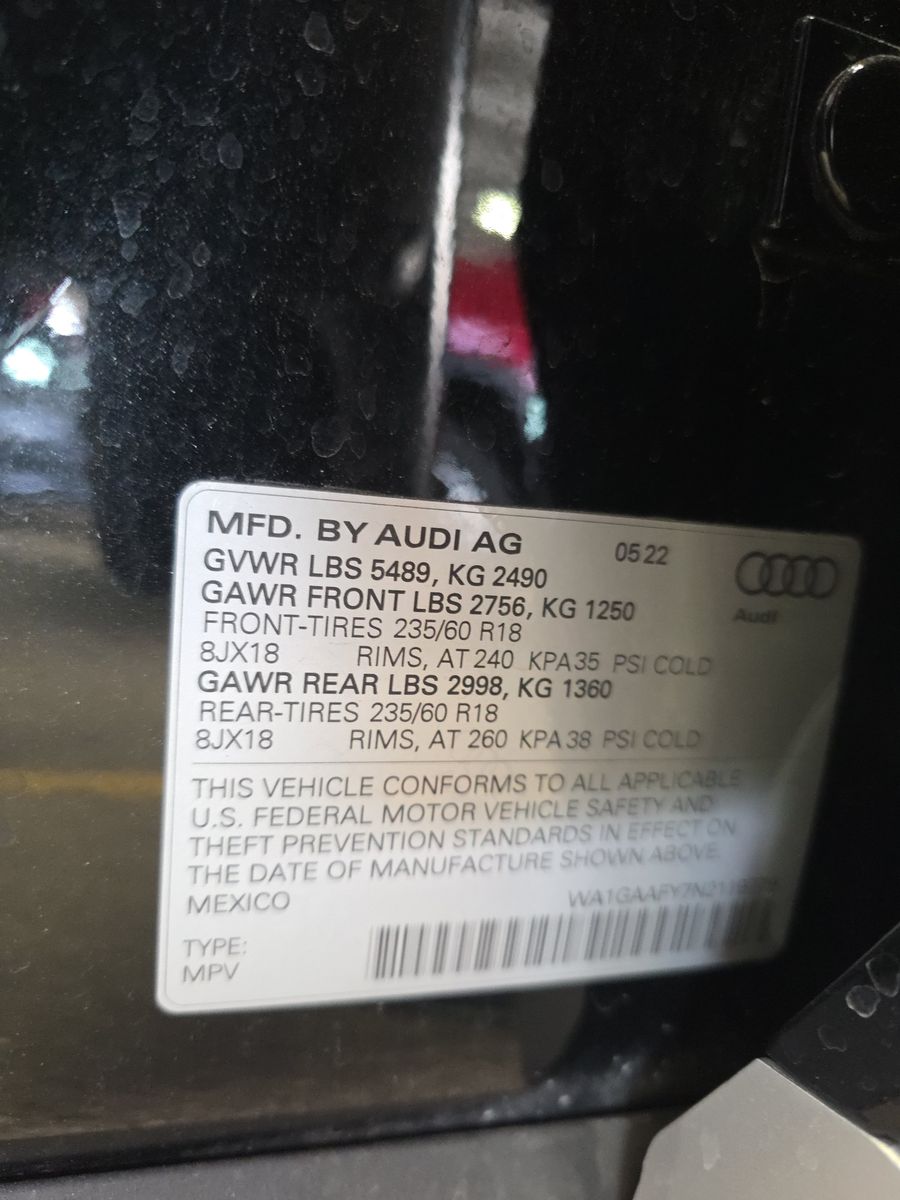 MFD. BY AUDI AG 05 22
GVWR LBS 5489, KG 2490
GAWR FRONT LBS 2756, KG 1250
Audi
FRONT-TIRES 235/60 R18
8JX18 RIMS, AT 240 KPA 35 PSI COLD
GAWR REAR LBS 2998, KG 1360
REAR-TIRES 235/60 R18
8JX18 RIMS, AT 260 KPA 38 PSI COLD
THIS VEHICLE CONFORMS TO ALL APPLICABLE
U.S. FEDERAL MOTOR VEHICLE SAFETY AND
THEFT PREVENTION STANDARDS IN EFFECT ON
THE DATE OF MANUFACTURE SHOWN ABOVE.
MEXICO
TYPE:
MPV